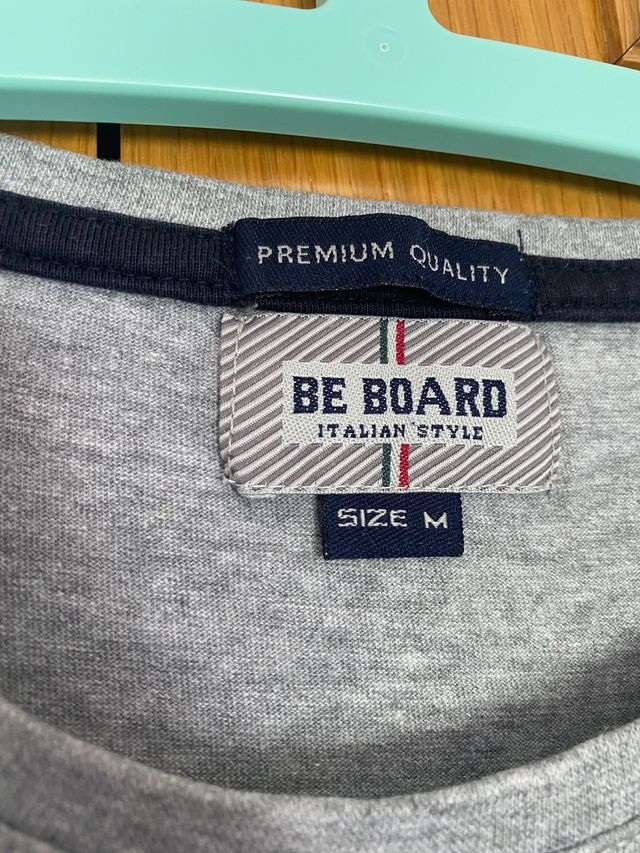 PREMIUM QUALITY
BE BOARD
ITALIAN STYLE
SIZE M